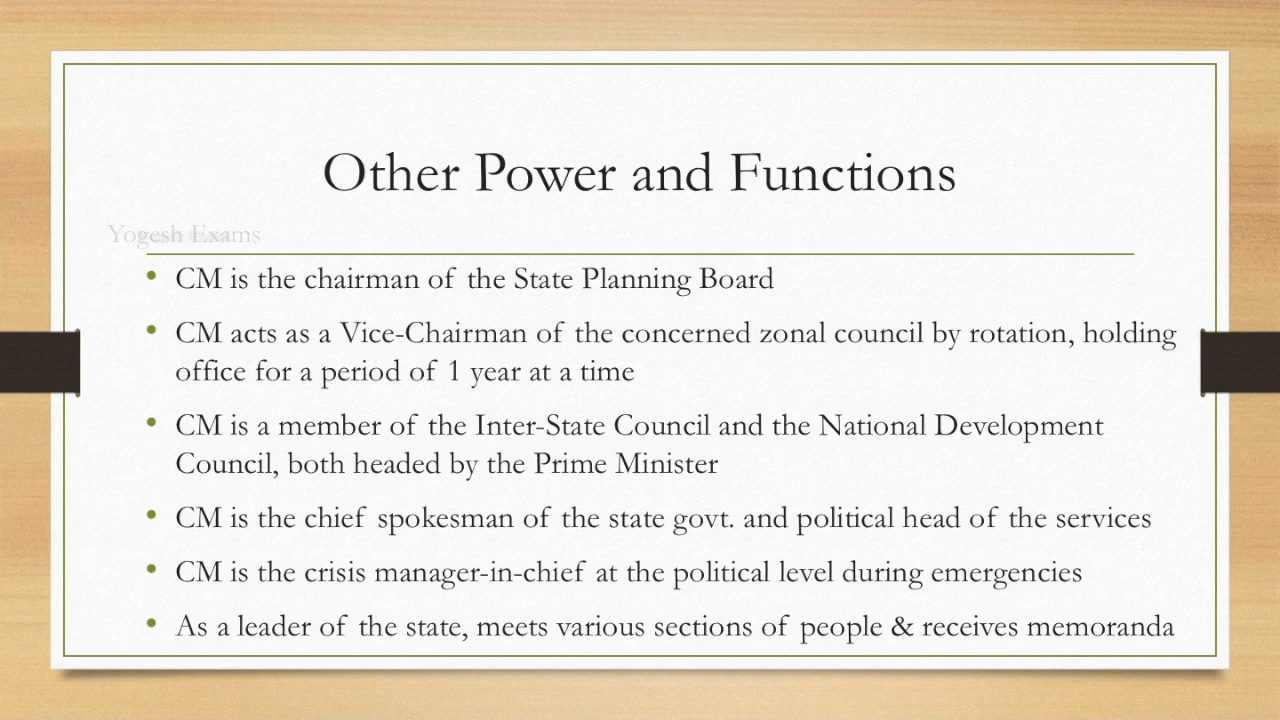 Other Power and Functions
Yogesh Exams
• CM is the chairman of the State Planning Board
• CM acts as a Vice-Chairman of the concerned zonal council by rotation, holding
office for a period of 1 year at a time
• CM is a member of the Inter-State Council and the National Development
Council, both headed by the Prime Minister
• CM is the chief spokesman of the state govt. and political head of the services
• CM is the crisis manager-in-chief at the political level during emergencies
• As a leader of the state, meets various sections of people & receives memoranda